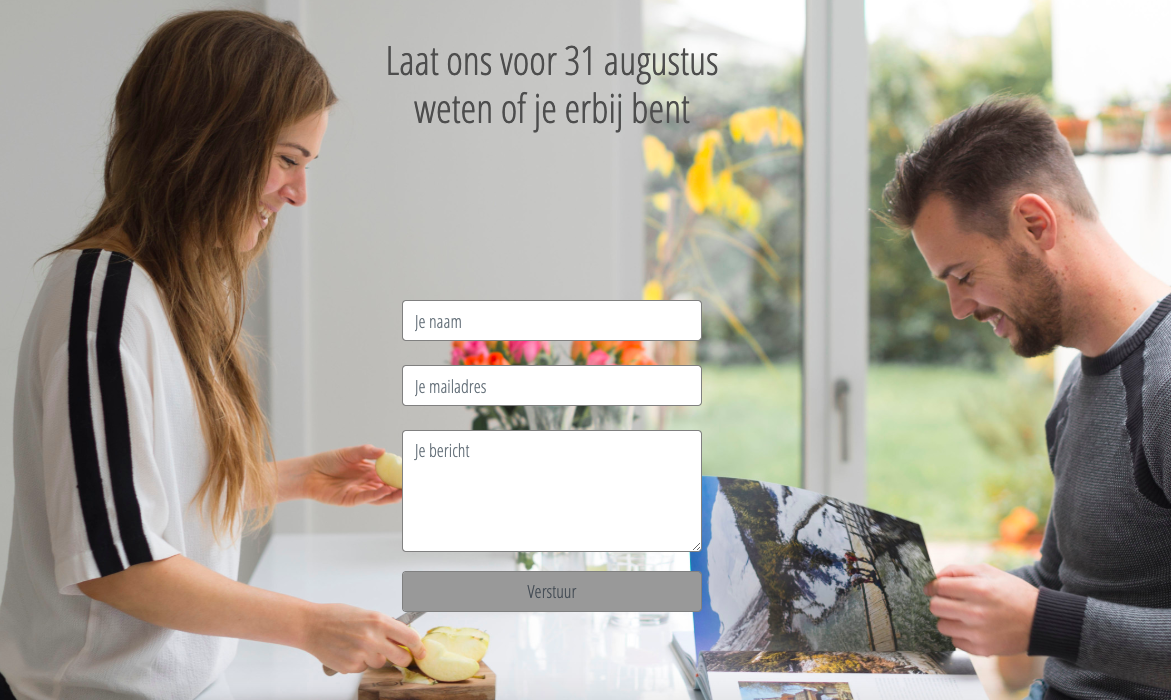 Laat ons voor 31 augustus
weten of je erbij bent
Je naam
Je mailadres
Je bericht
Verstuur